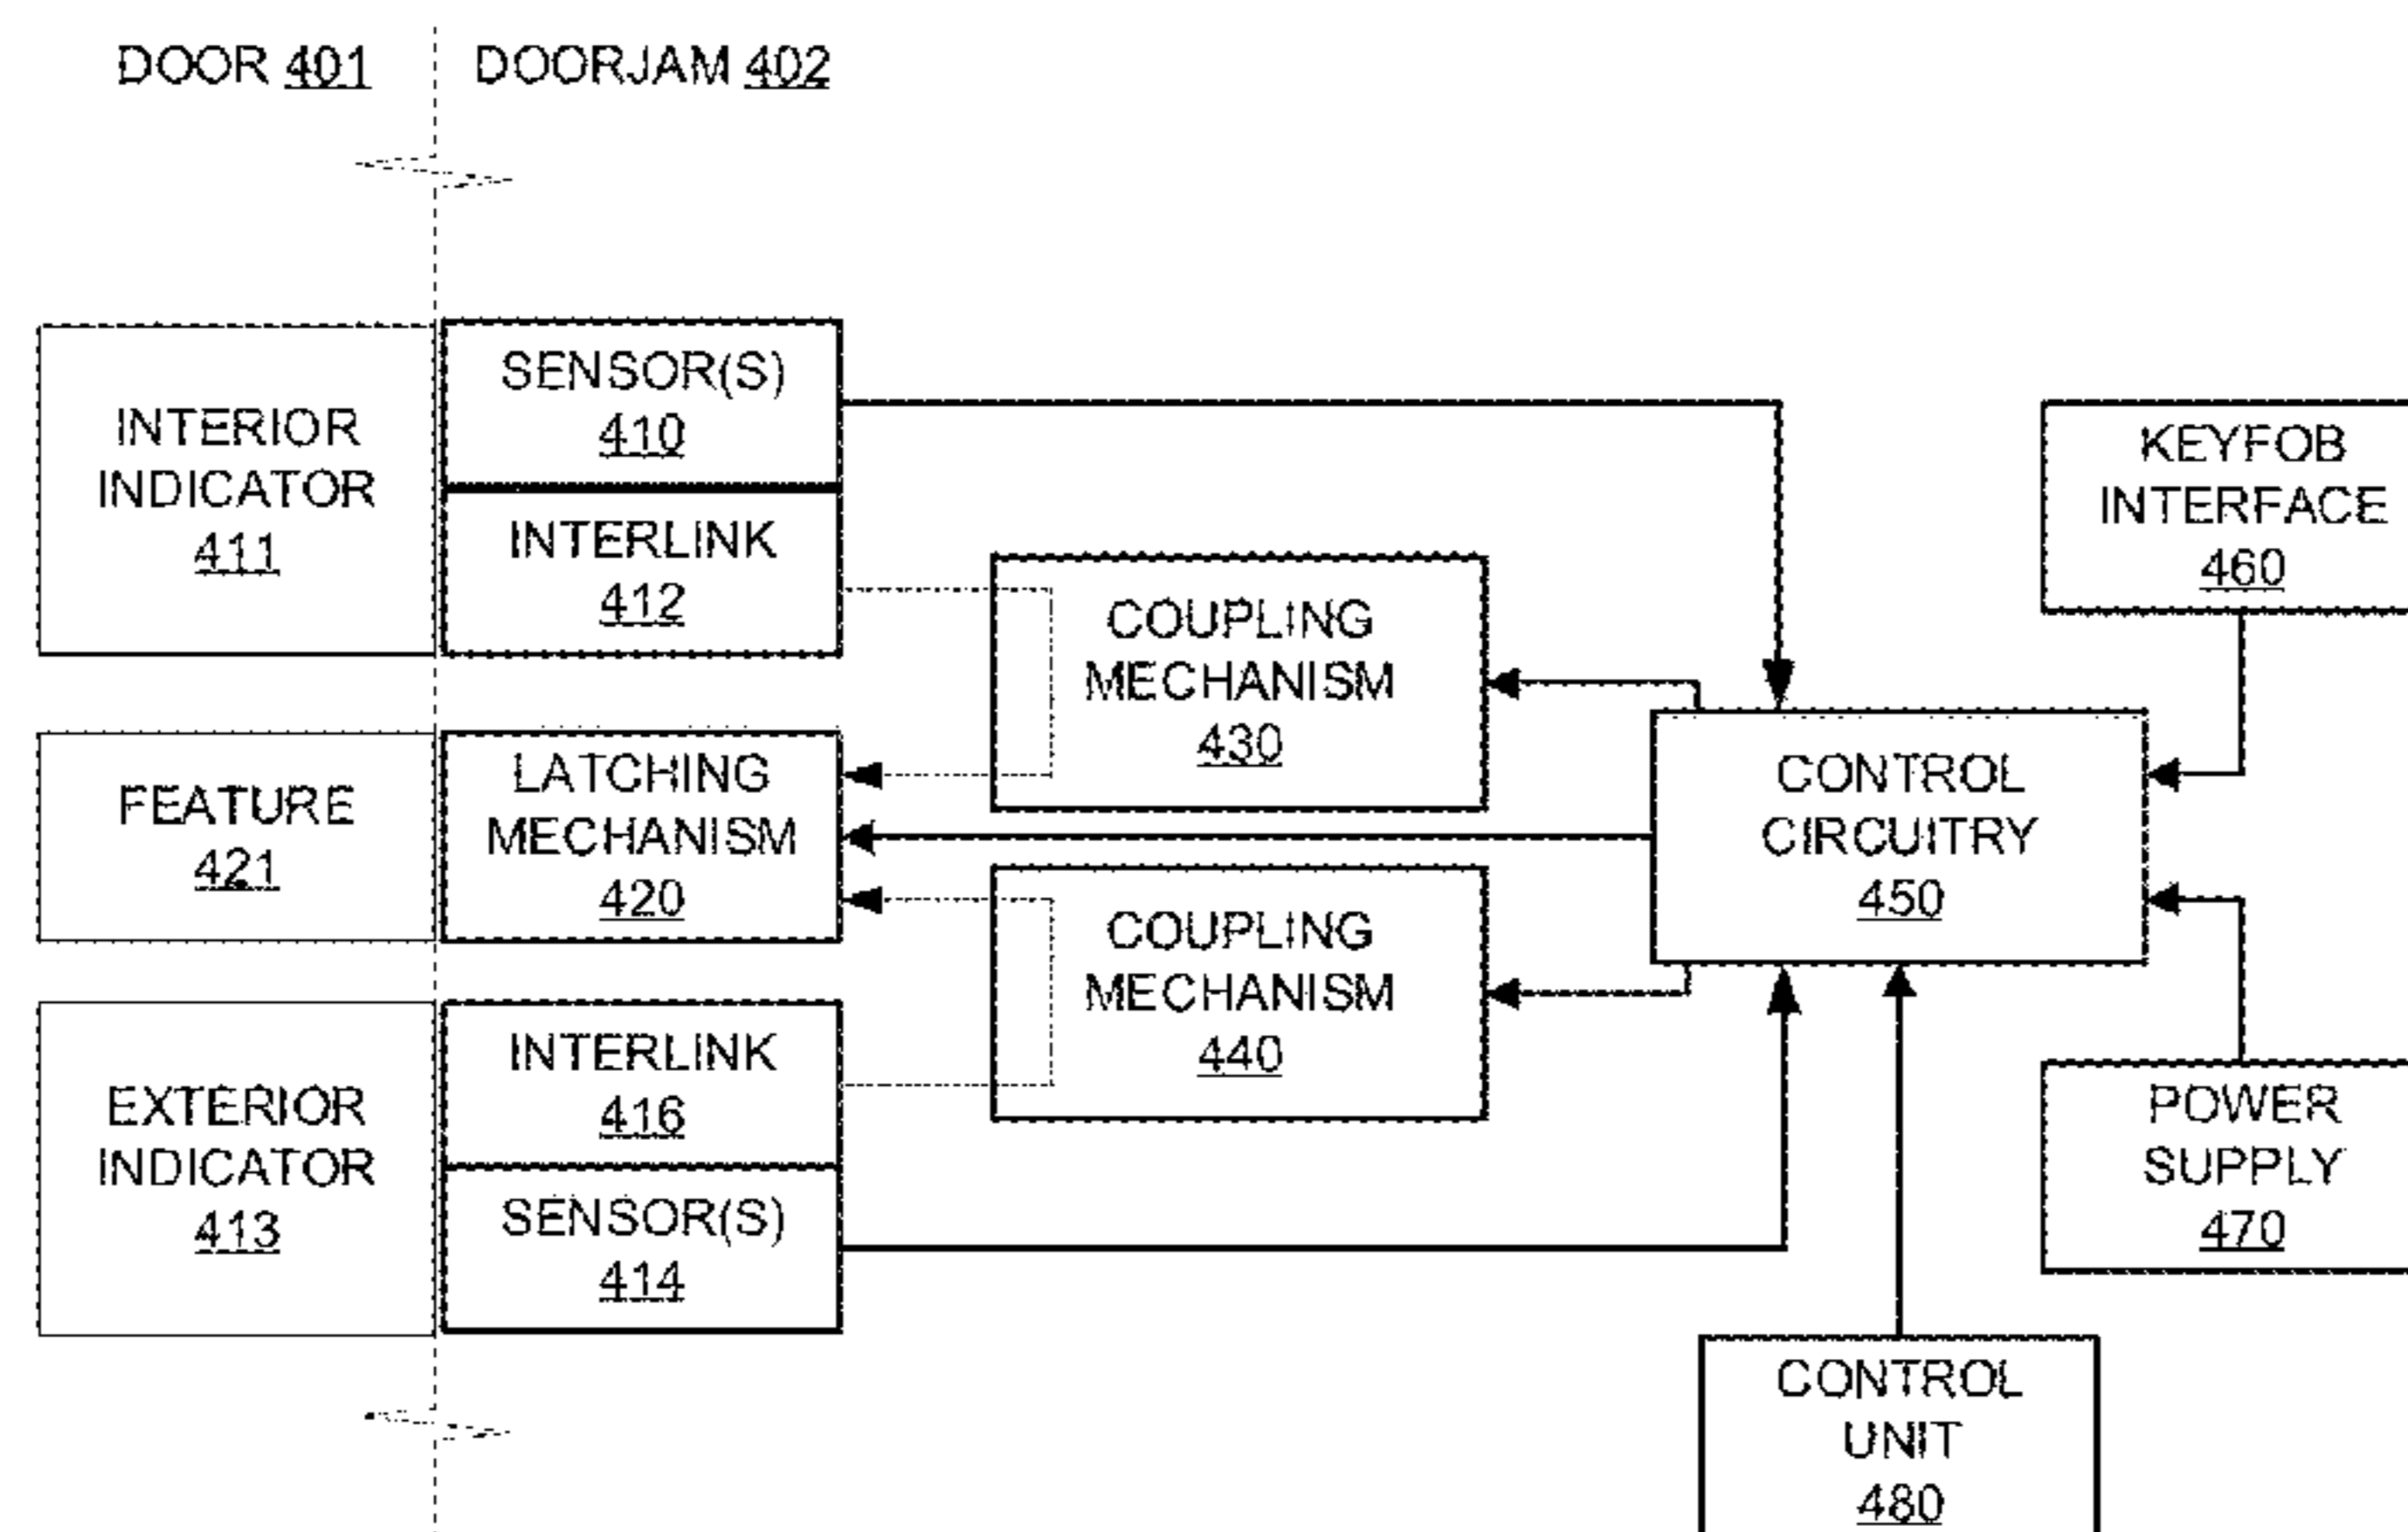 DOOR 401
DOORJAM 402
INTERIOR
INDICATOR
411
SENSOR(S)
410
INTERLINK
412
COUPLING
MECHANISM
430
KEYFOB
INTERFACE
460
FEATURE
421
LATCHING
MECHANISM
420
CONTROL
CIRCUITRY
450
COUPLING
MECHANISM
440
EXTERIOR
INDICATOR
413
INTERLINK
416
SENSOR(S)
414
POWER
SUPPLY
470
CONTROL
UNIT
480